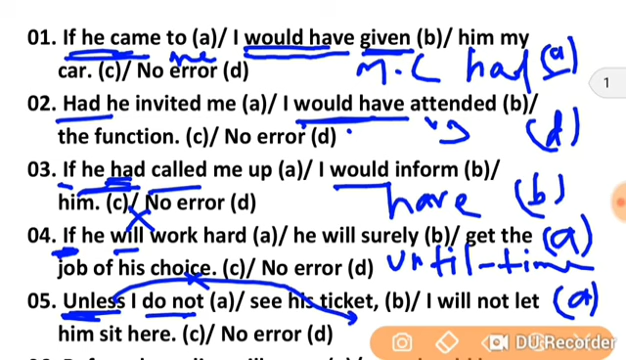 01. If he came to (a)/ I would have given (b)/ him my
me
car. (c)/ No error (d) M.C had (a)
1
02. Had he invited me (a)/ I would have attended (b)/
the function. (c)/ No error (d) v3 (d)
03. If he had called me up (a)/ I would inform (b)/
him. (c)/ No error (d) have (b)
04. If he will work hard (a)/ he will surely (b)/ get the (a)
job of his choice. (c)/ No error (d) until-time
05. Unless I do not (a)/ see his ticket, (b)/ I will not let (a)
him sit here. (c)/ No error (d)
DU Recorder